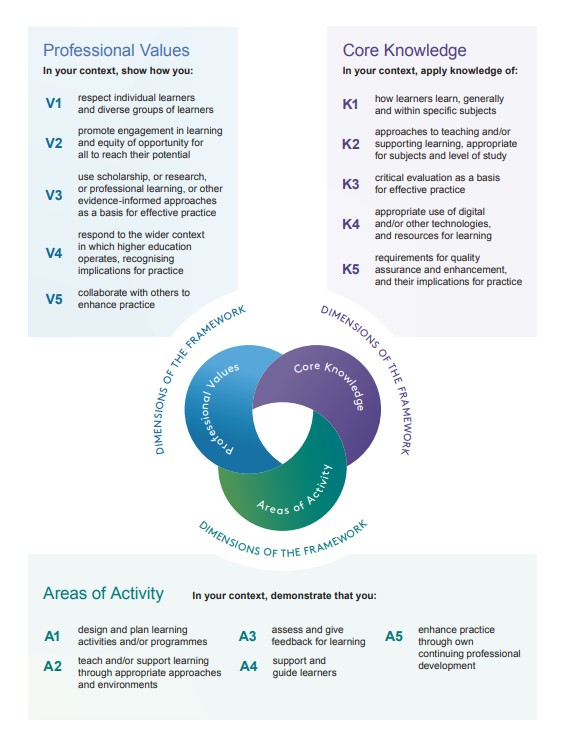 Professional Values
In your context, show how you:
V1 respect individual learners
and diverse groups of learners
V2 promote engagement in learning
and equity of opportunity for
all to reach their potential
V3 use scholarship, or research,
or professional learning, or other
evidence-informed approaches
as a basis for effective practice
V4 respond to the wider context
in which higher education
operates, recognising
implications for practice
V5 collaborate with others to
enhance practice
Core Knowledge
In your context, apply knowledge of:
K1 how learners learn, generally
and within specific subjects
K2 approaches to teaching and/or
supporting learning, appropriate
for subjects and level of study
K3 critical evaluation as a basis
for effective practice
K4 appropriate use of digital
and/or other technologies,
and resources for learning
K5 requirements for quality
assurance and enhancement,
and their implications for practice
DIMENSIONS OF THE FRAMEWORK
DIMENSIONS OF THE FRAMEWORK
Professional Values
Core Knowledge
Areas of Activity
DIMENSIONS OF THE FRAMEWORK
Areas of Activity
In your context, demonstrate that you:
A1 design and plan learning
activities and/or programmes
A2 teach and/or support learning
through appropriate approaches
and environments
A3 assess and give
feedback for learning
A4 support and
guide learners
A5 enhance practice
through own
continuing professional
development